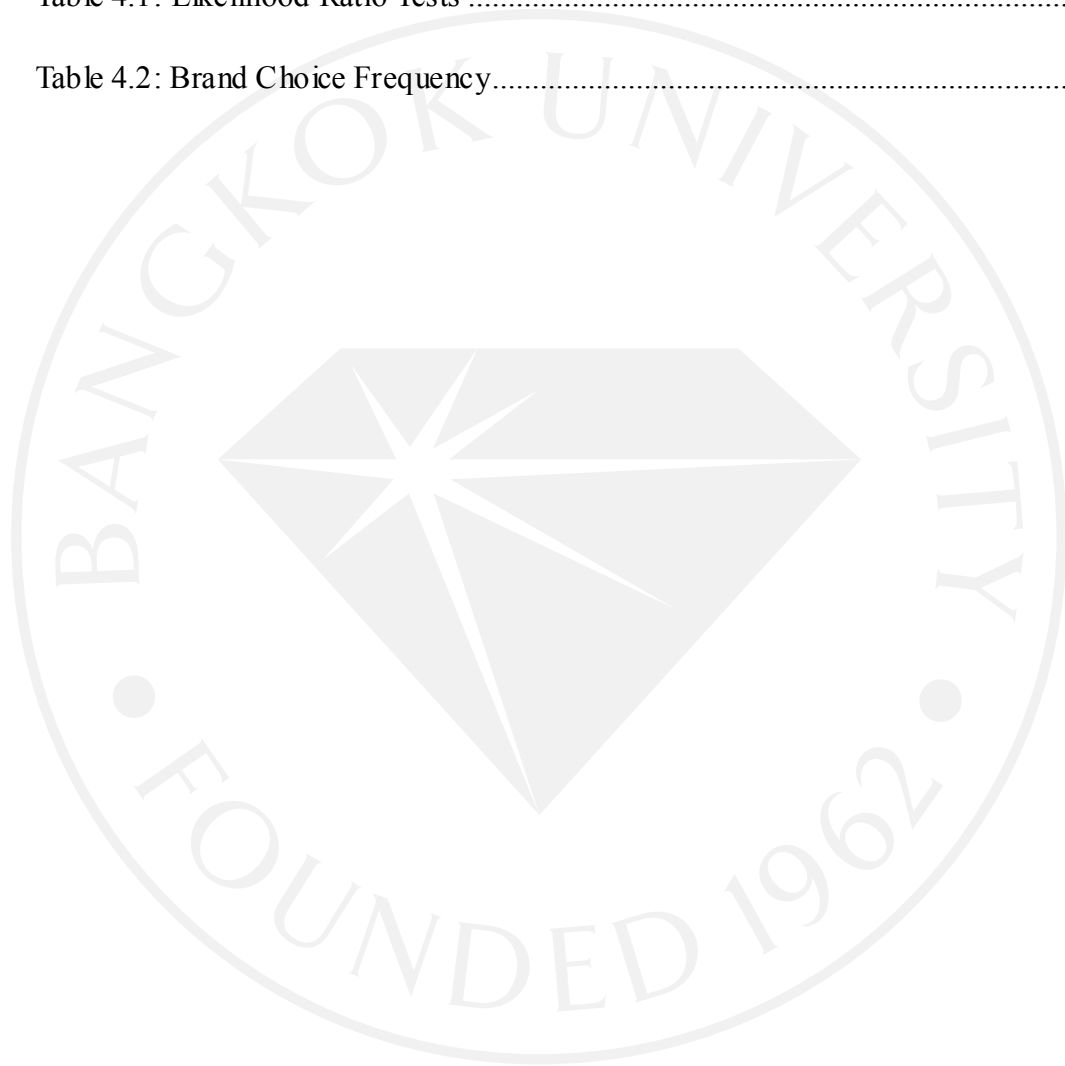 Table 4.1: Likelihood Ratio Tests ..........................................................................
Table 4.2: Brand Choice Frequency.......................................................................
BANGKOK UNIVERSITY
• FOUNDED 1962 •